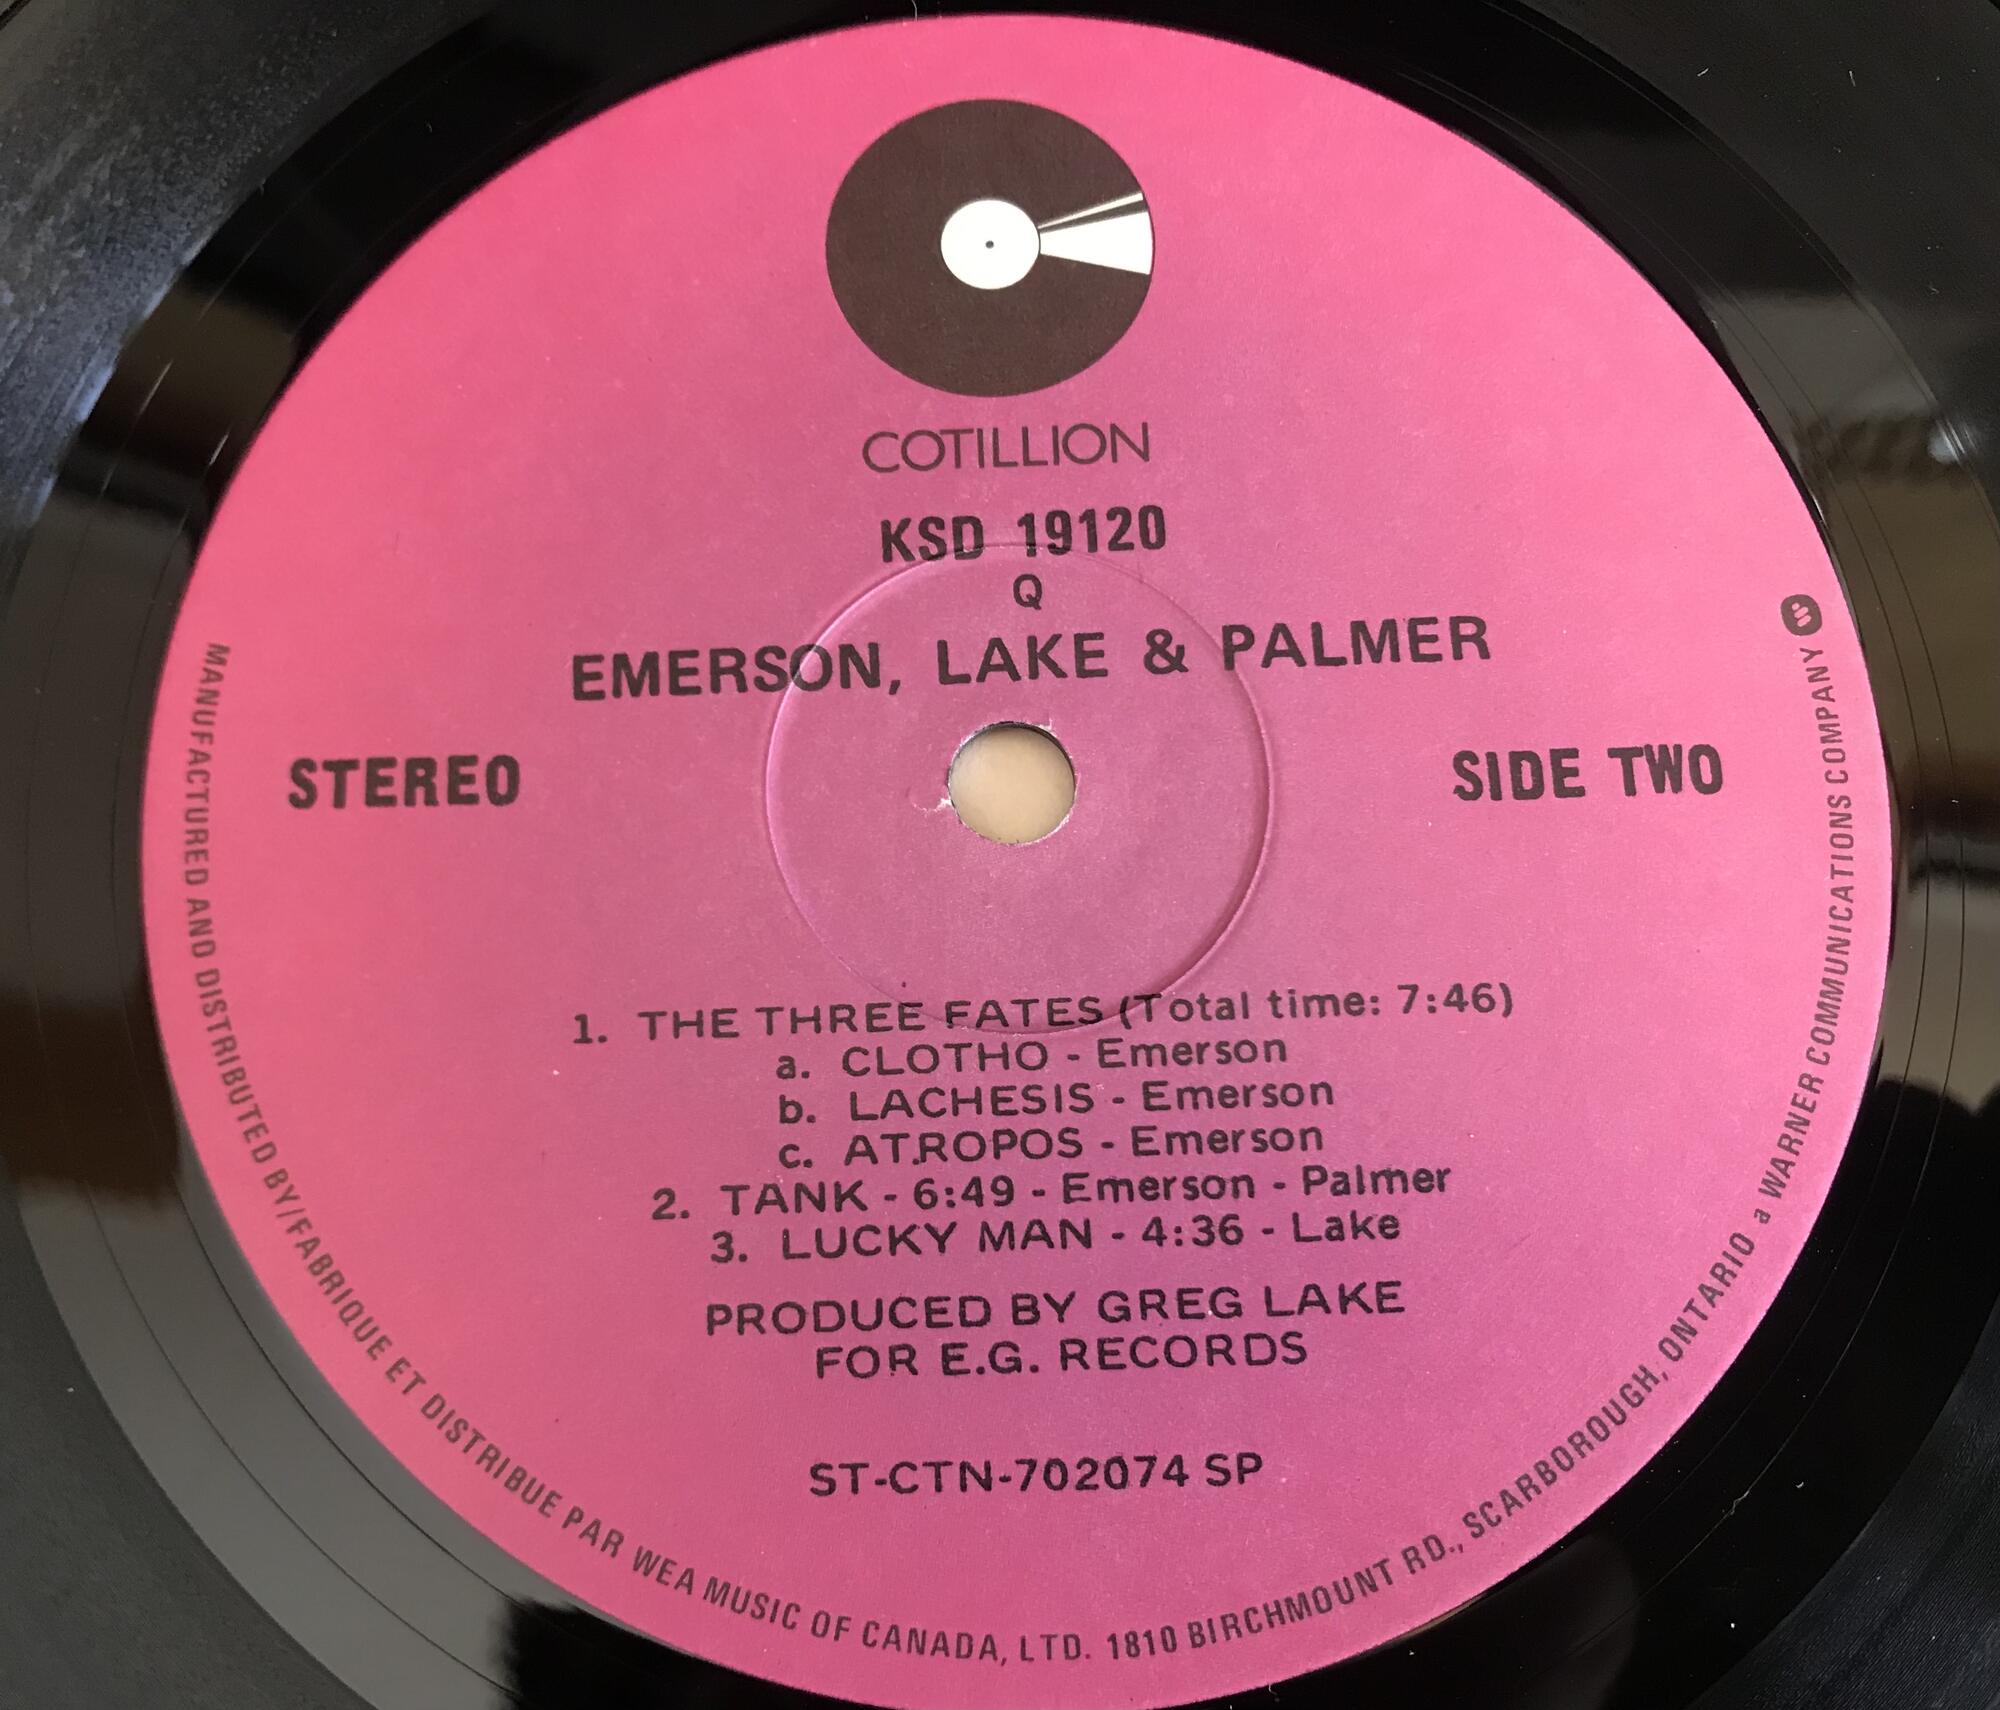 COTILLION
KSD 19120
Q
EMERSON, LAKE & PALMER
STEREO
SIDE TWO
1. THE THREE FATES (Total time: 7:46)
a. CLOTHO - Emerson
b. LACHESIS - Emerson
c. ATROPOS - Emerson
2. TANK - 6:49 - Emerson - Palmer
3. LUCKY MAN - 4:36 - Lake
PRODUCED BY GREG LAKE
FOR E.G. RECORDS
ST-CTN-702074 SP
MANUFACTURED AND DISTRIBUTED BY/FABRIQUE ET DISTRIBUE PAR WEA MUSIC OF CANADA, LTD. 1810 BIRCHMOUNT RD., SCARBOROUGH, ONTARIO a WARNER COMMUNICATIONS COMPANY